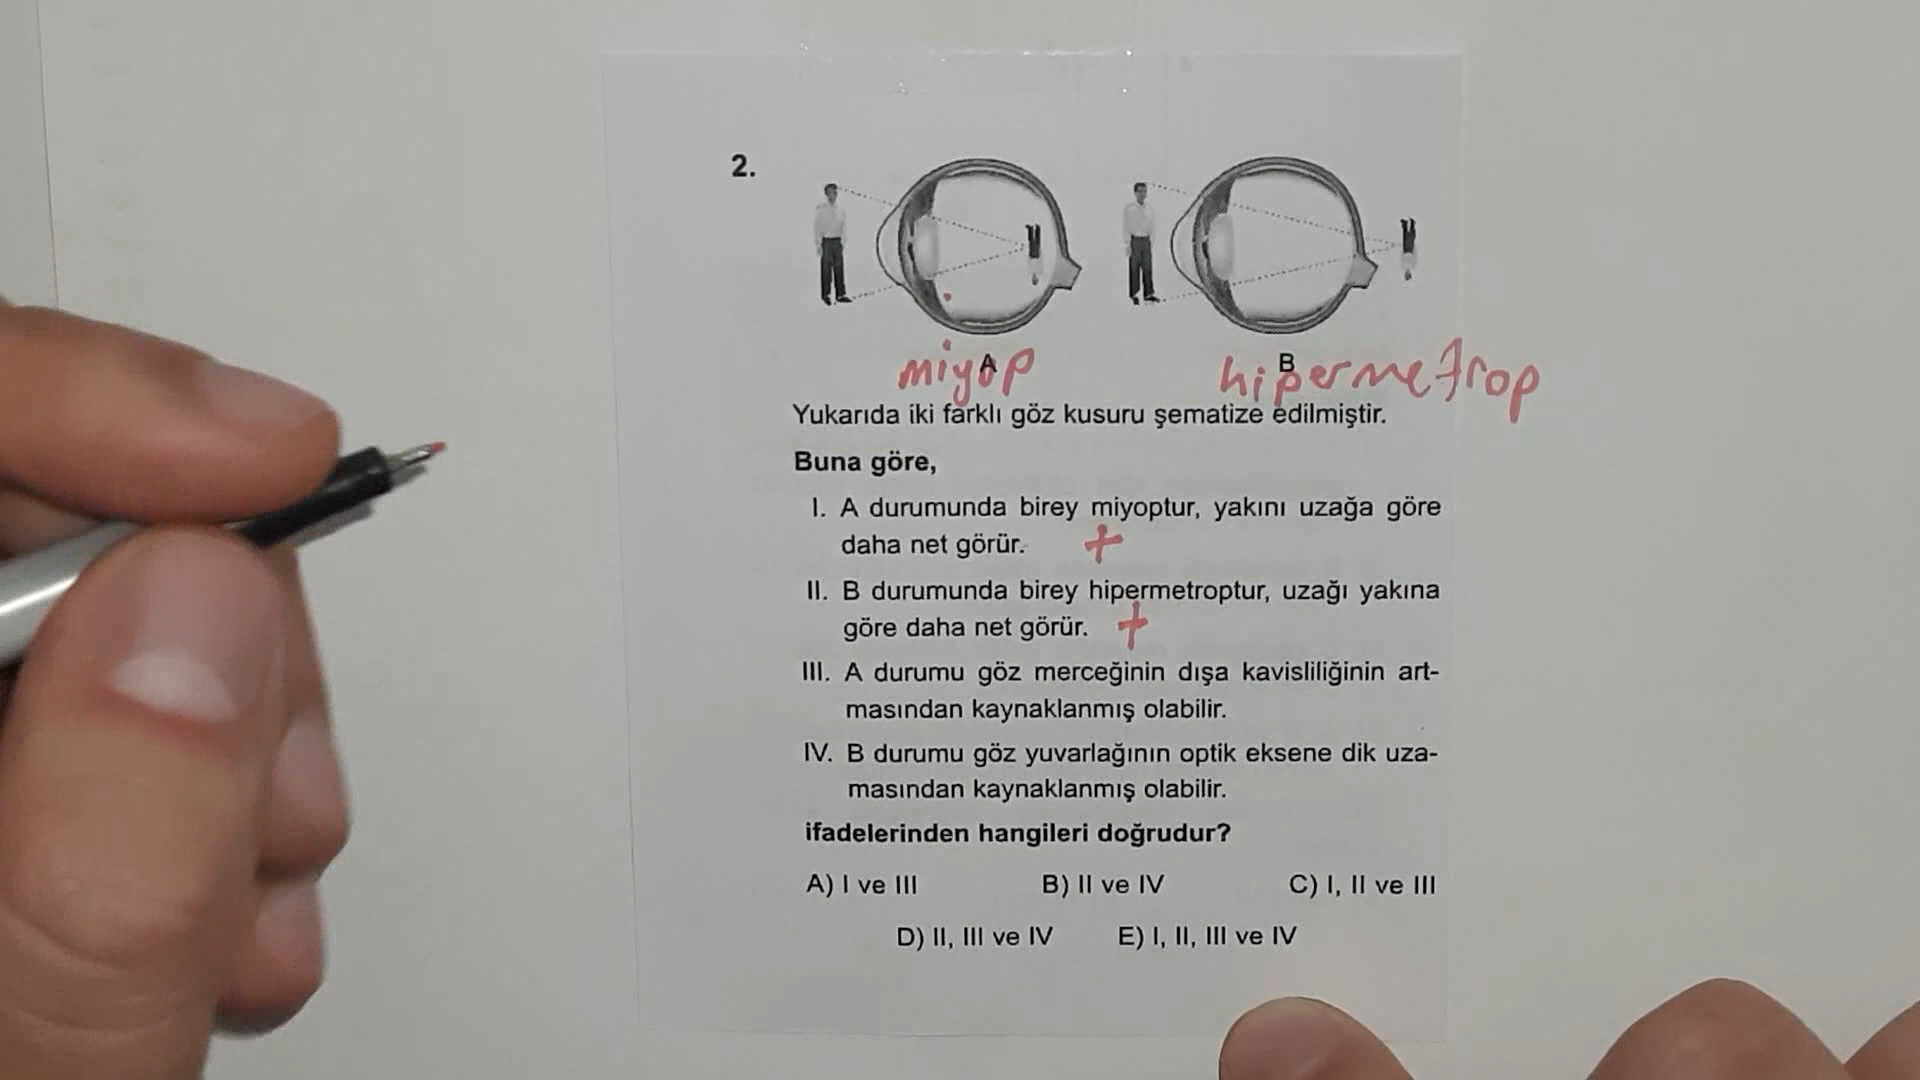 2.
A
B
miyop
hipermetrop
Yukarıda iki farklı göz kusuru şematize edilmiştir.
Buna göre,
I. A durumunda birey miyoptur, yakını uzağa göre
daha net görür. +
II. B durumunda birey hipermetroptur, uzağı yakına
göre daha net görür. +
III. A durumu göz merceğinin dışa kavisliliğinin art-
masından kaynaklanmış olabilir.
IV. B durumu göz yuvarlağının optik eksene dik uza-
masından kaynaklanmış olabilir.
ifadelerinden hangileri doğrudur?
A) I ve III B) II ve IV C) I, II ve III
D) II, III ve IV E) I, II, III ve IV